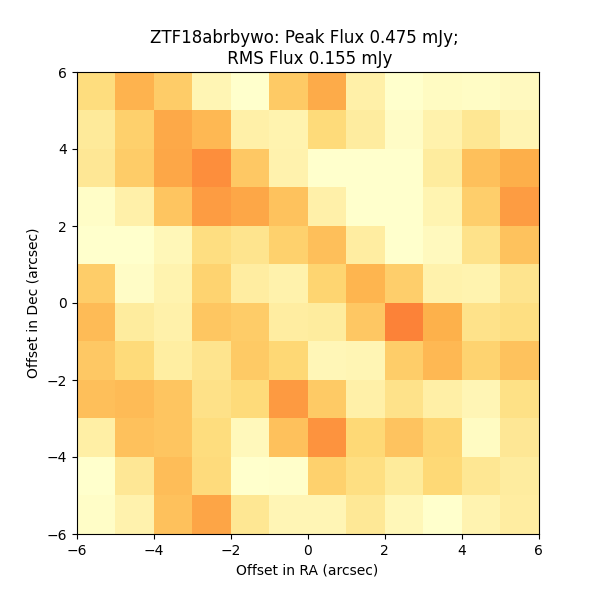 ZTF18abrbywo: Peak Flux 0.475 mJy;
RMS Flux 0.155 mJy
6
4
2
0
−2
−4
−6
Offset in Dec (arcsec)
−6 −4 −2 0 2 4 6
Offset in RA (arcsec)